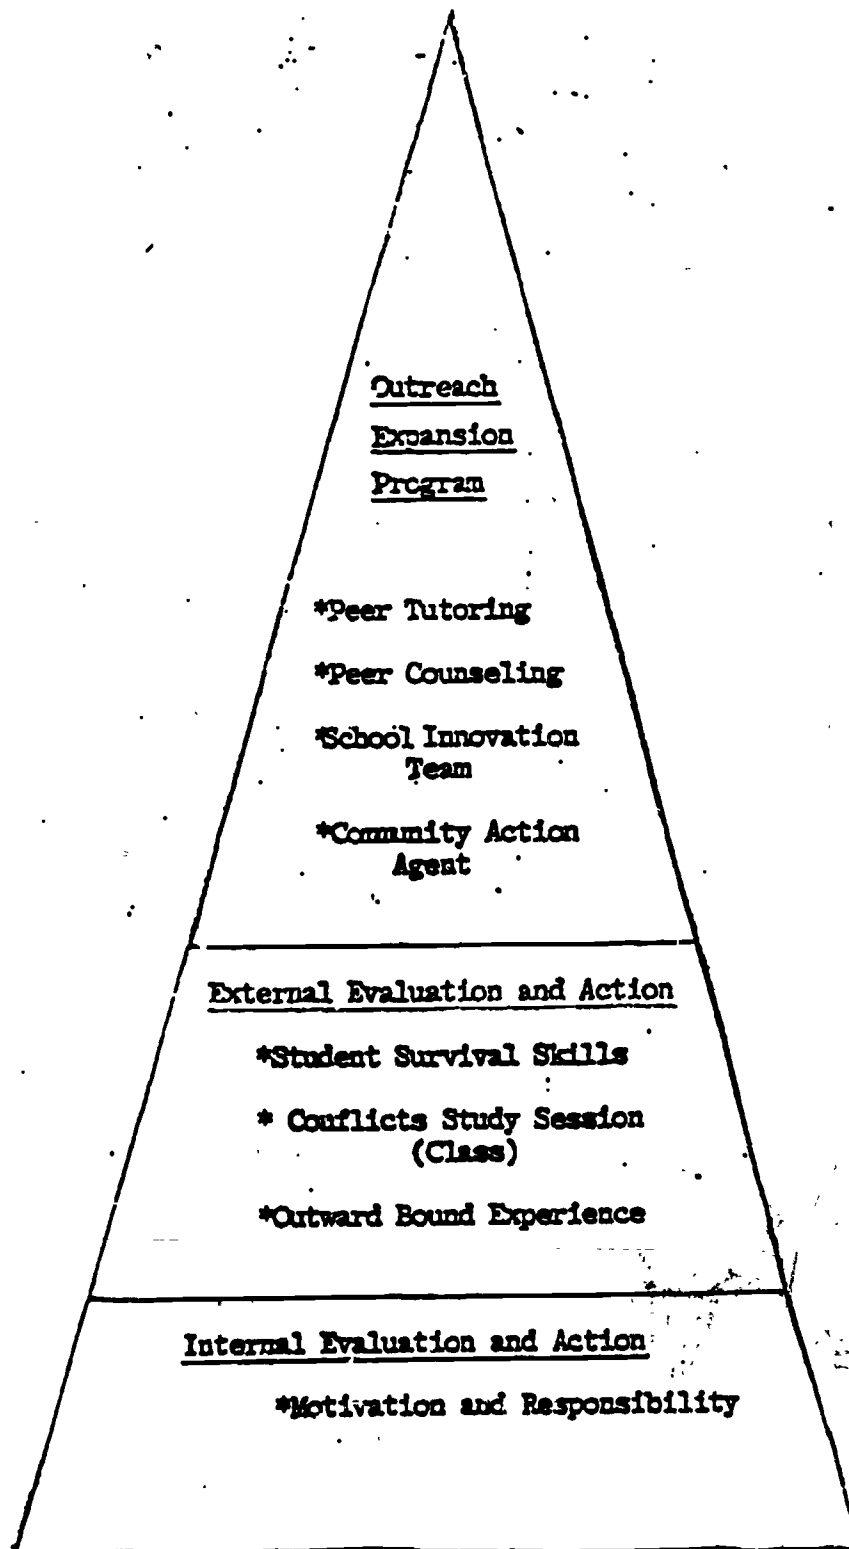 Outreach
Expansion
Program
*Peer Tutoring
*Peer Counseling
*School Innovation
Team
*Community Action
Agent
External Evaluation and Action
*Student Survival Skills
* Conflicts Study Session
(Class)
*Outward Bound Experience
Internal Evaluation and Action
*Motivation and Responsibility